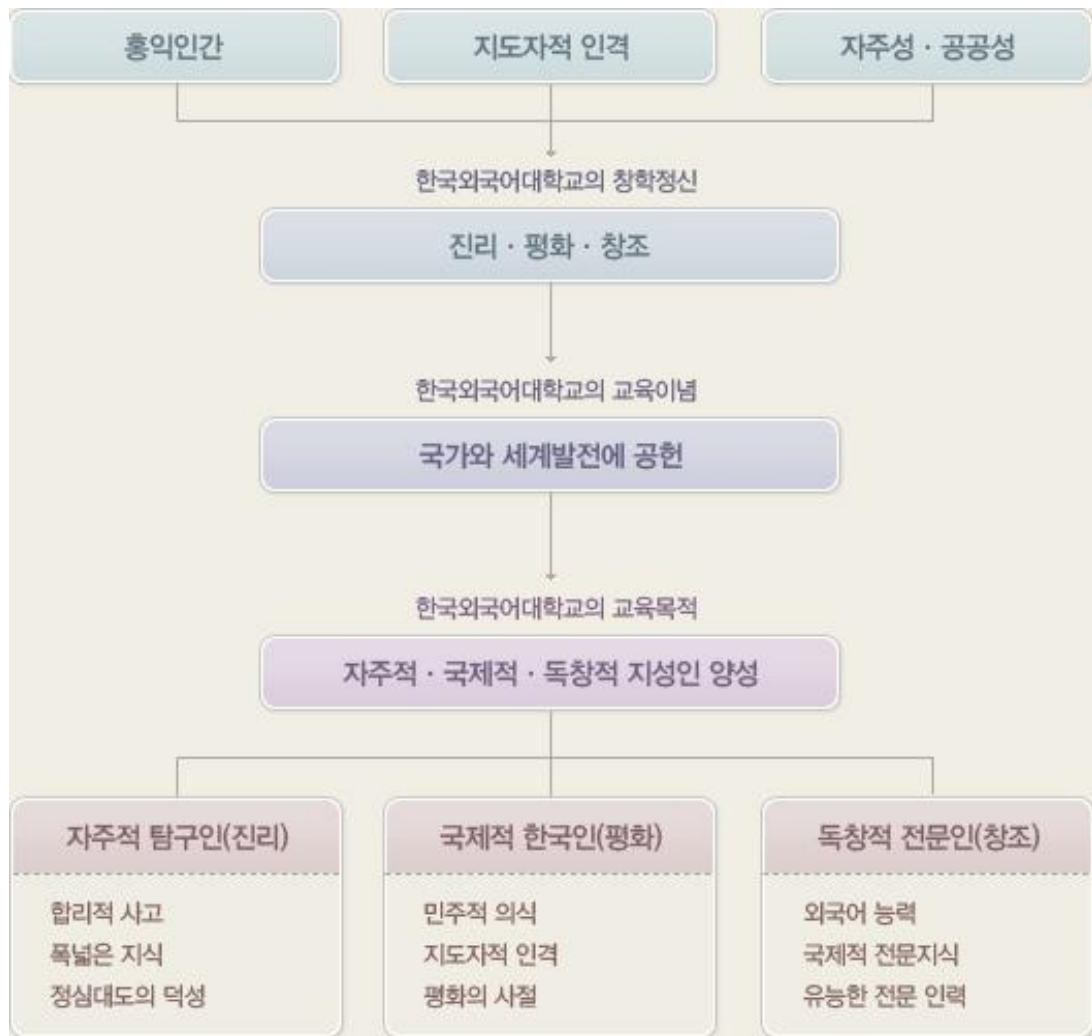 홍익인간
지도자적 인격
자주성 · 공공성
한국외국어대학교의 창학정신
진리 · 평화 · 창조
한국외국어대학교의 교육이념
국가와 세계발전에 공헌
한국외국어대학교의 교육목적
자주적 · 국제적 · 독창적 지성인 양성
자주적 탐구인(진리)
합리적 사고
폭넓은 지식
정심대도의 덕성
국제적 한국인(평화)
민주적 의식
지도자적 인격
평화의 사절
독창적 전문인(창조)
외국어 능력
국제적 전문지식
유능한 전문 인력